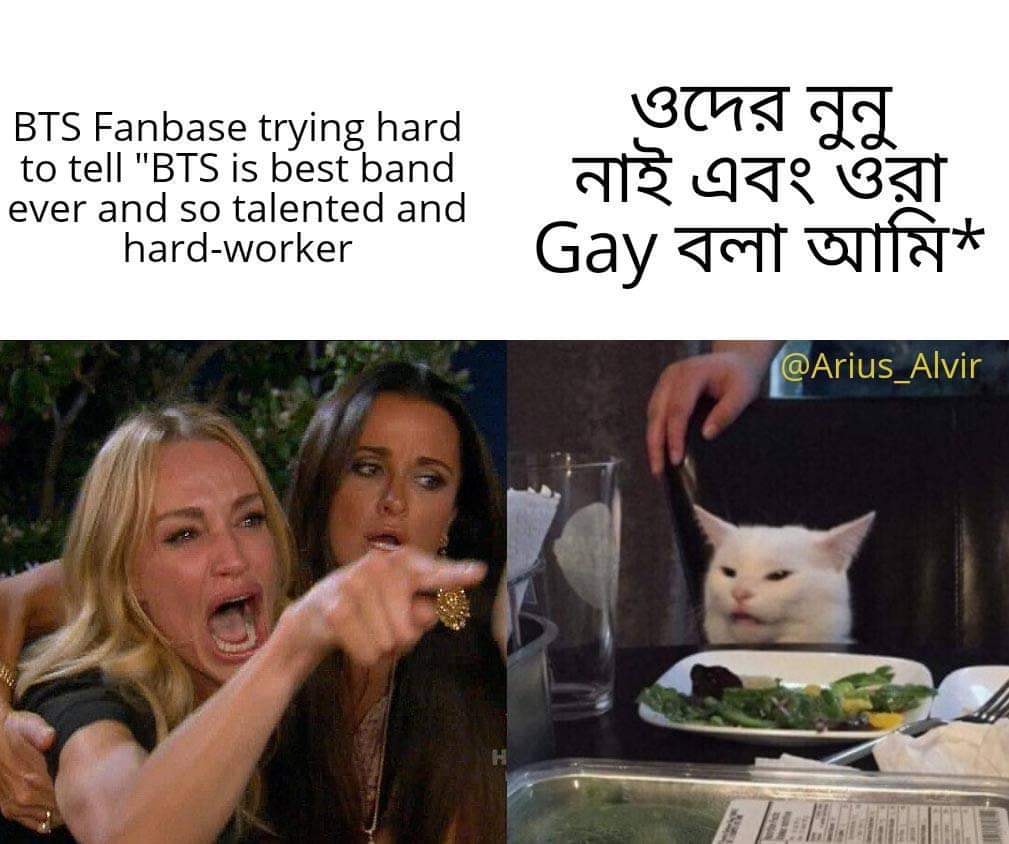 BTS Fanbase trying hard
to tell "BTS is best band
ever and so talented and
hard-worker
ওদের নুনু
নাই এবং ওরা
Gay বলা আমি*
@Arius_Alvir
H